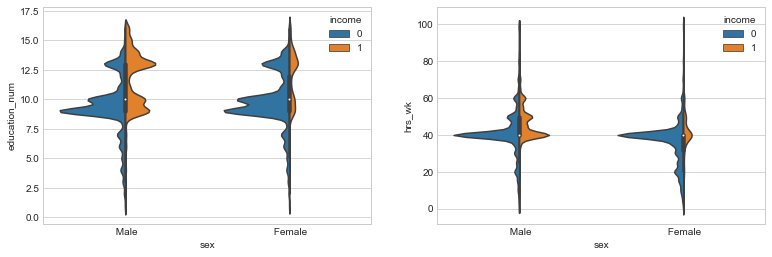 17.5
15.0
12.5
10.0
7.5
5.0
2.5
0.0
education_num
Male
Female
sex
income
0
1
100
80
60
40
20
0
hrs_wk
Male
Female
sex
income
0
1